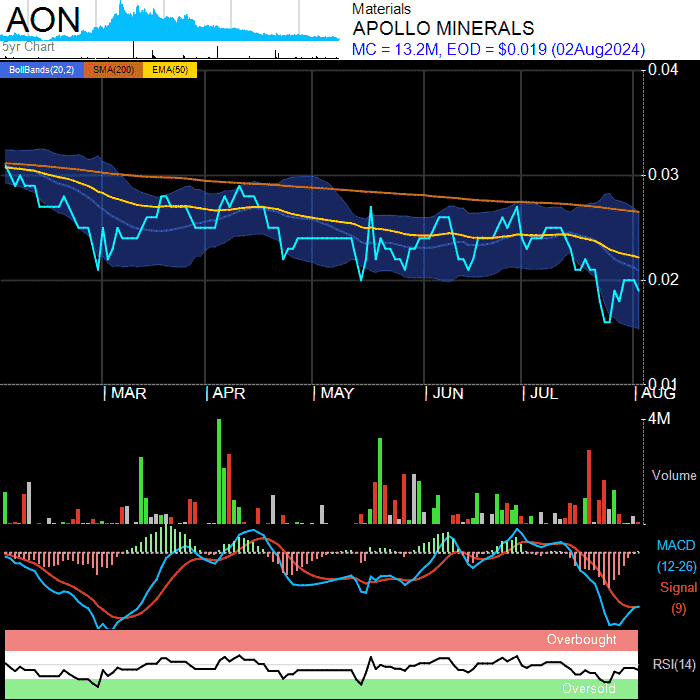 AON
5yr Chart
Materials
APOLLO MINERALS
MC = 13.2M, EOD = $0.019 (02Aug2024)
BollBands(20,2) SMA(200) EMA(50)
0.04
0.03
0.02
0.01
MAR APR MAY JUN JUL AUG
4M
Volume
MACD
(12-26)
Signal
(9)
Overbought
RSI(14)
Oversold